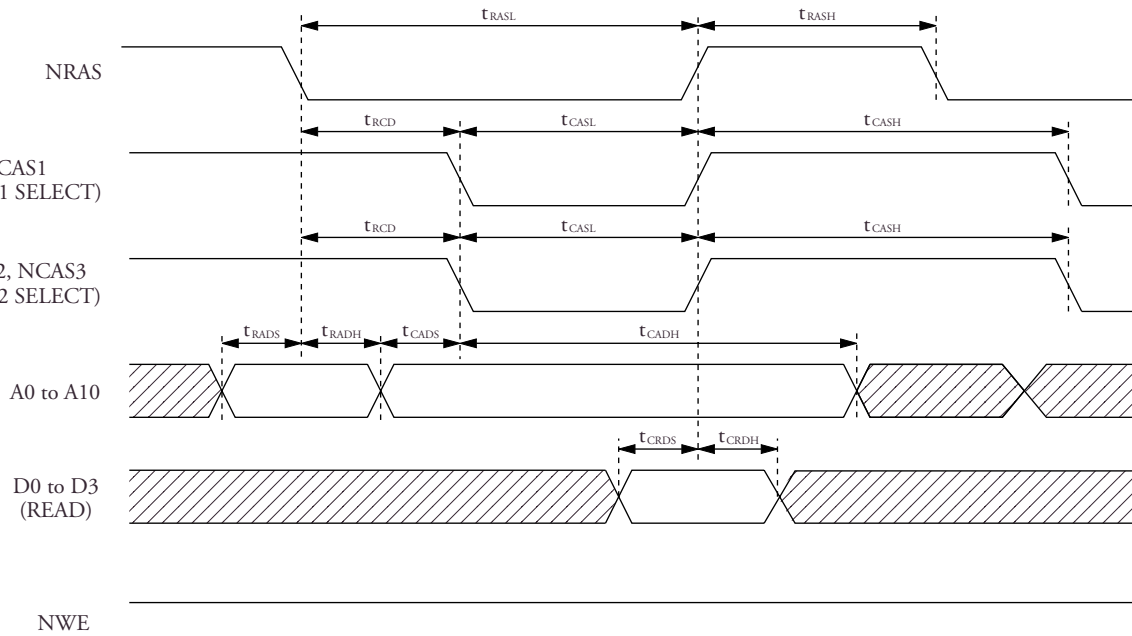 tRASL tRASH
NRAS
tRCD tCASL tCASH
CAS1
1 SELECT)
tRCD tCASL tCASH
2, NCAS3
2 SELECT)
tRADS tRADH tCADS tCADH
A0 to A10
tCRDS tCRDH
D0 to D3
(READ)
NWE